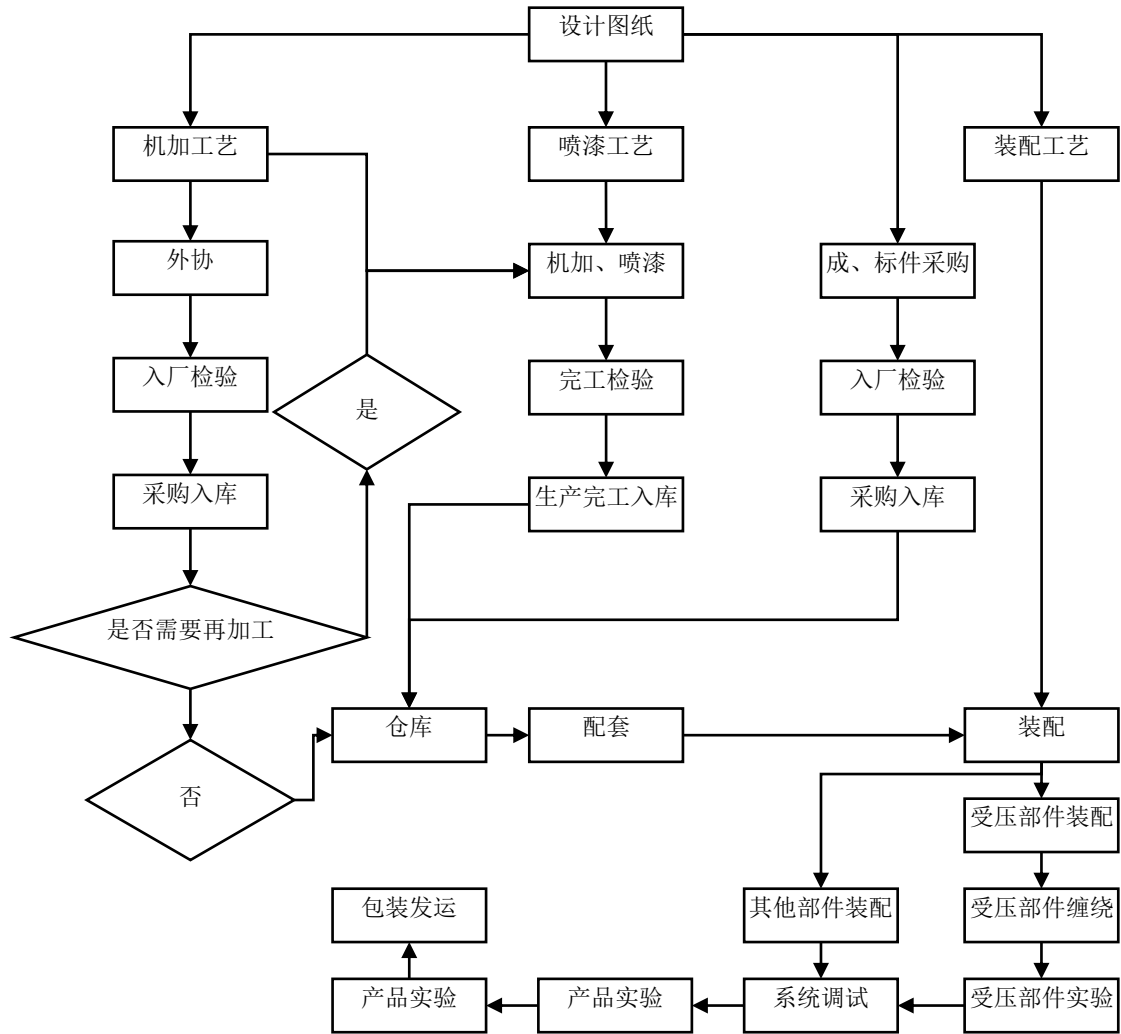 设计图纸
机加工艺
喷漆工艺
装配工艺
外协
机加、喷漆
成、标件采购
入厂检验
是
完工检验
入厂检验
采购入库
生产完工入库
采购入库
是否需要再加工
仓库
配套
装配
否
受压部件装配
包装发运
其他部件装配
受压部件缠绕
产品实验
产品实验
系统调试
受压部件实验